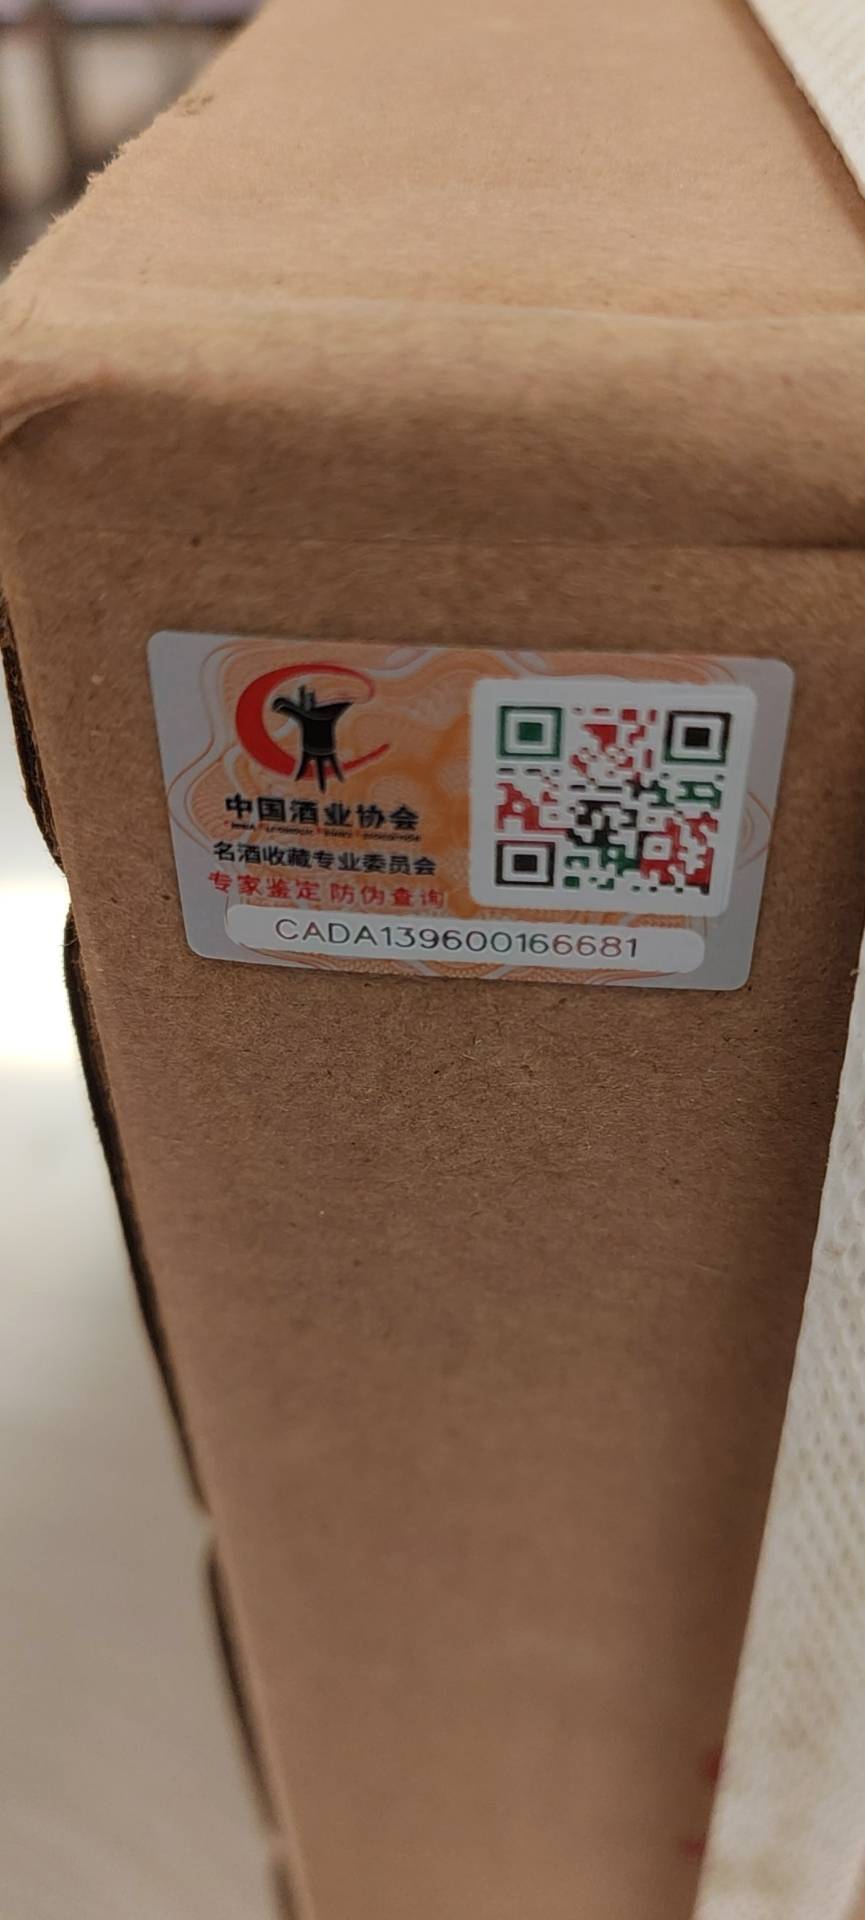 中国酒业协会
名酒收藏专业委员会
专家鉴定 防伪查询
CADA139600166681